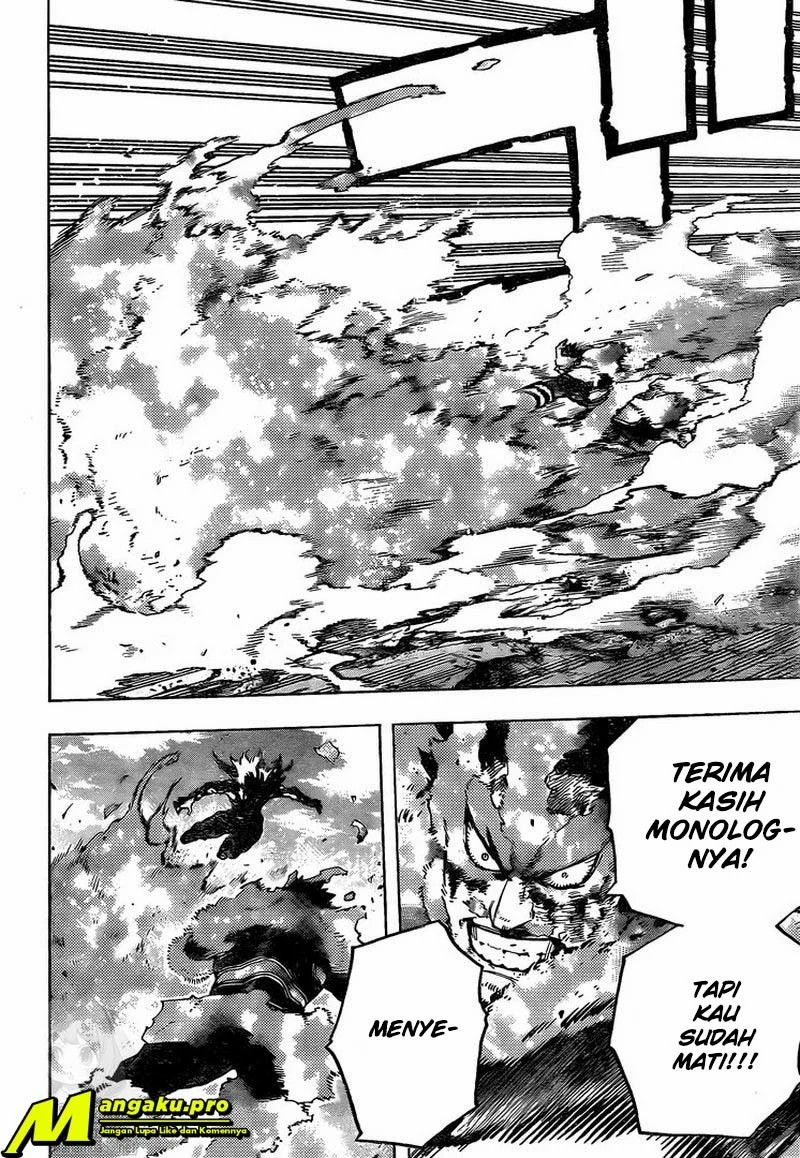 TERIMA
KASIH
MONOLOG-
NYA!
TAPI
KAU
SUDAH
MATI!!!
MENYE-
Mangaku.pro
Jangan Lupa Like dan Komennya